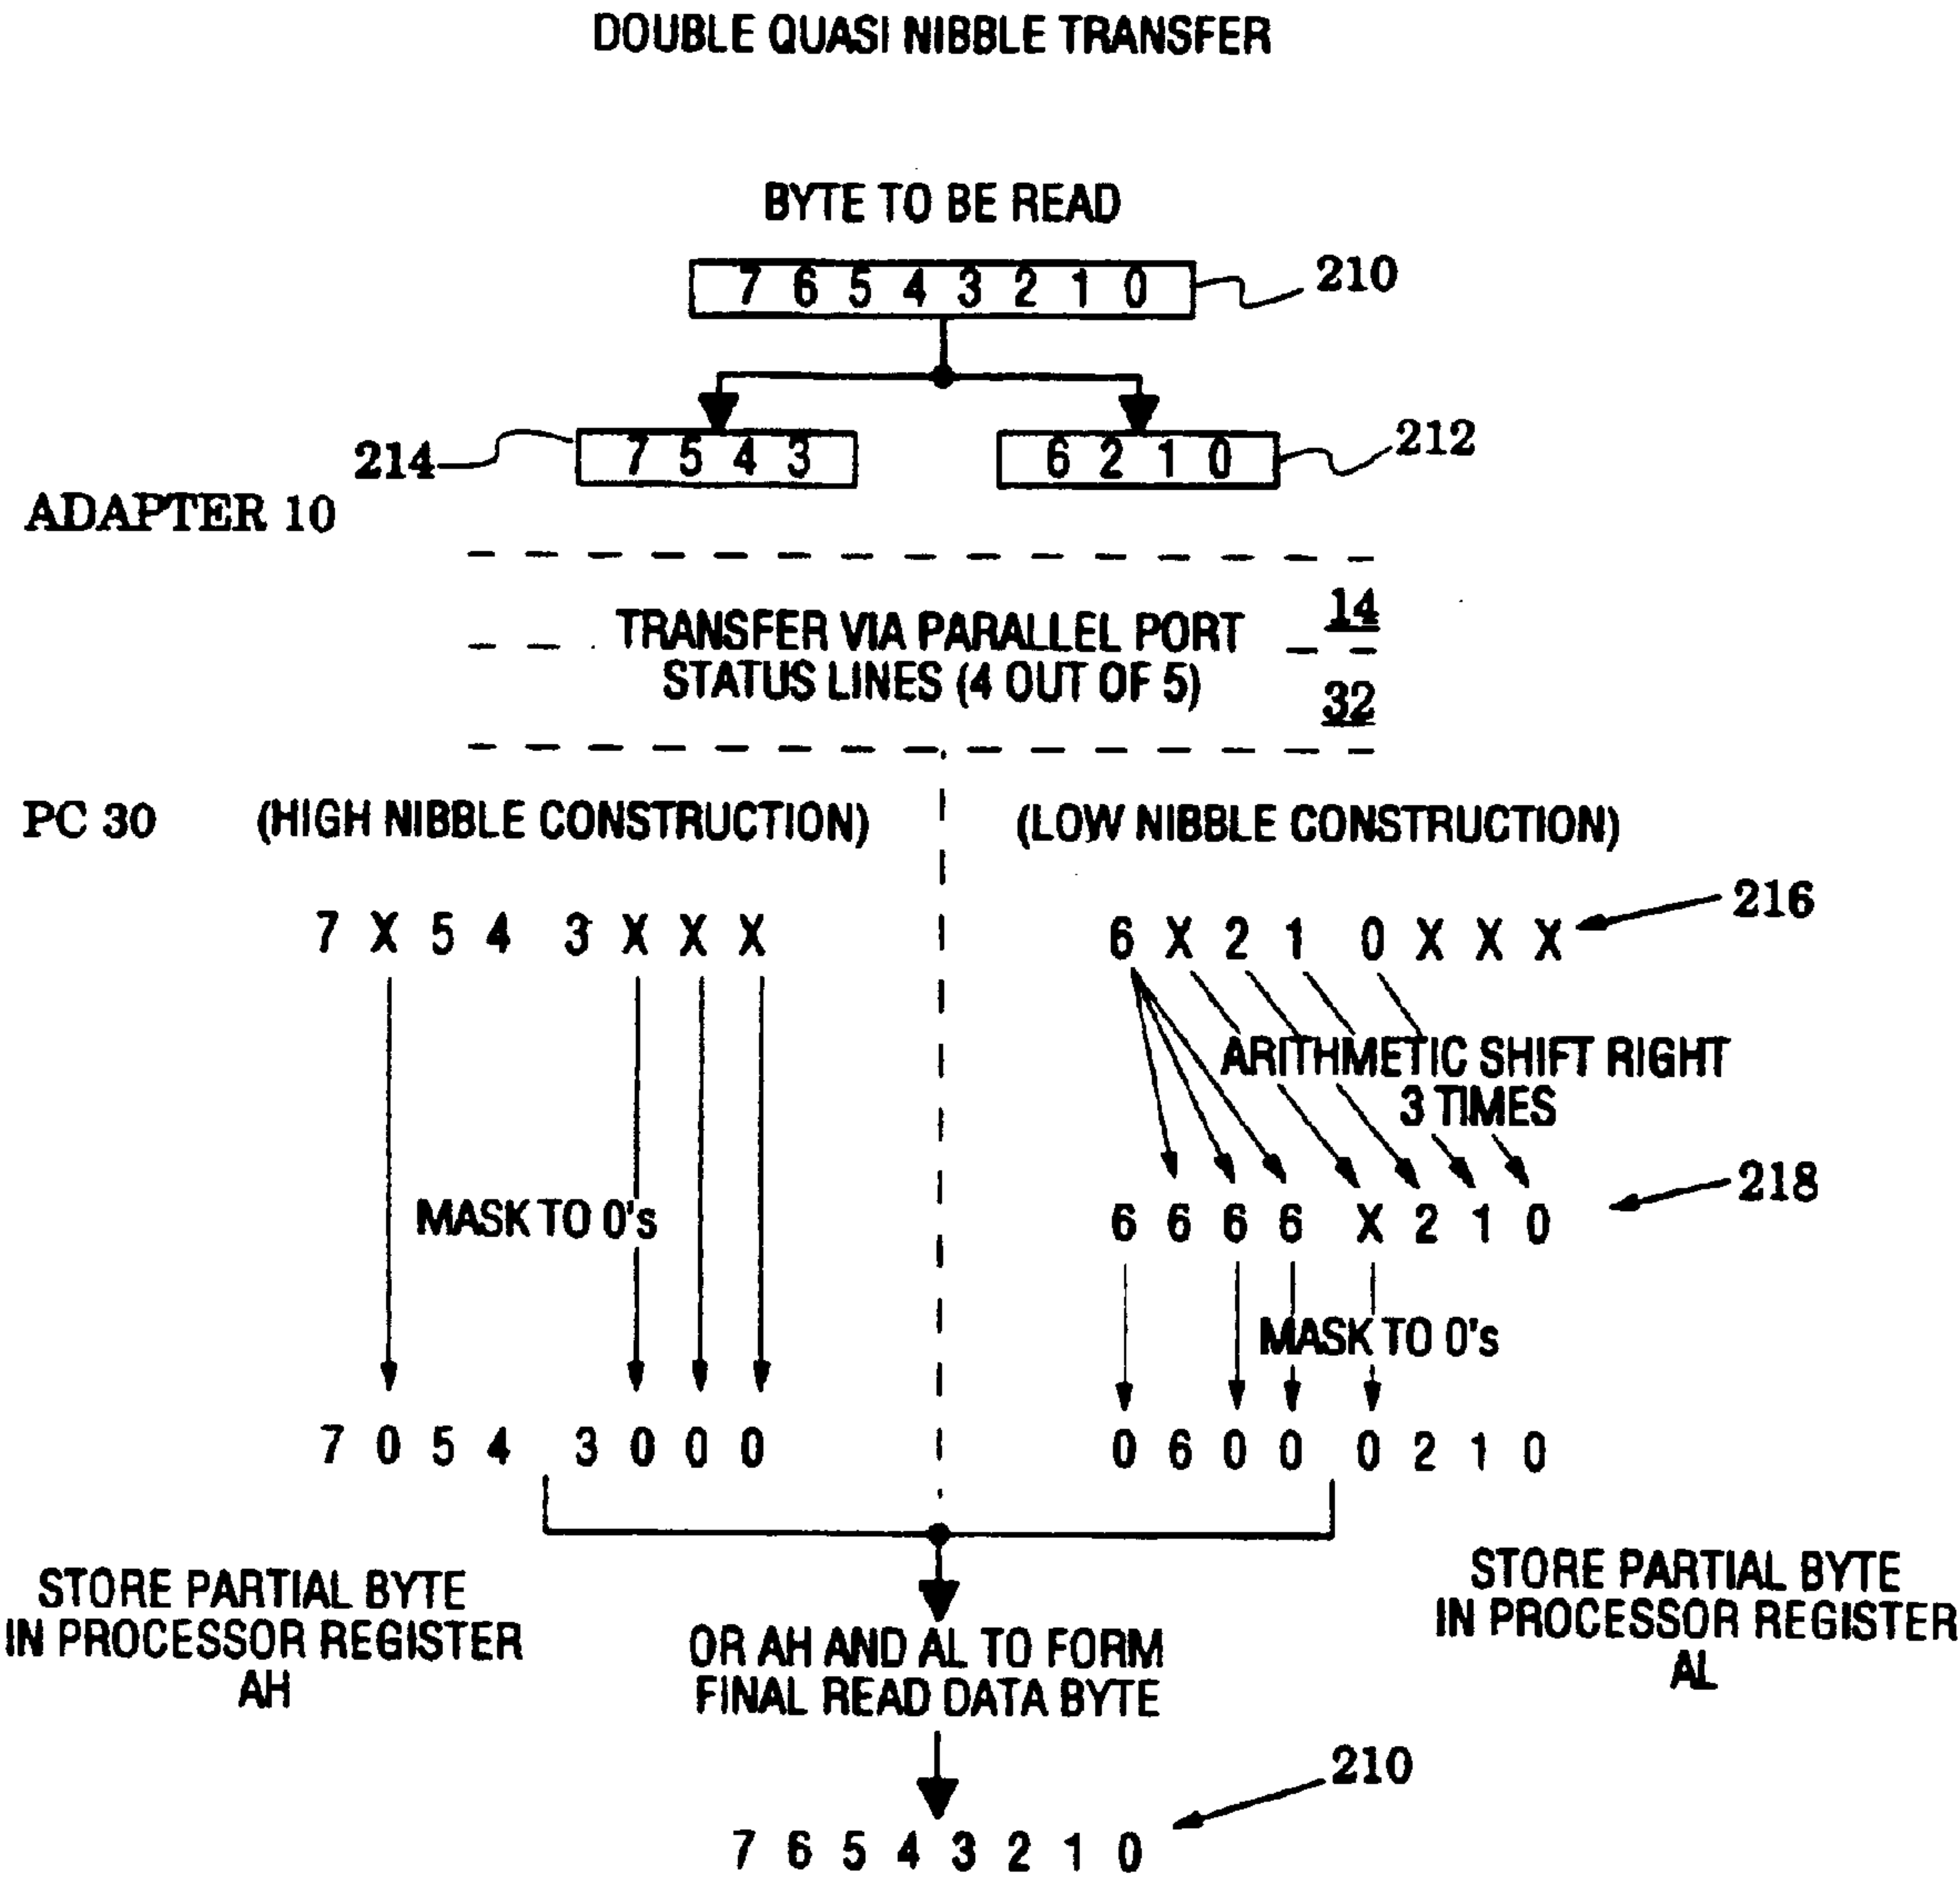 DOUBLE QUASI NIBBLE TRANSFER
BYTE TO BE READ
7 6 5 4 3 2 1 0
210
214
7 5 4 3
6 2 1 0
212
ADAPTER 10
TRANSFER VIA PARALLEL PORT
STATUS LINES (4 OUT OF 5)
14
32
PC 30
(HIGH NIBBLE CONSTRUCTION)
(LOW NIBBLE CONSTRUCTION)
7 X 5 4 3 X X X
6 X 2 1 0 X X X
216
ARITHMETIC SHIFT RIGHT
3 TIMES
MASK TO 0's
6 6 6 6 X 2 1 0
218
MASK TO 0's
7 0 5 4 3 0 0 0
0 6 0 0 0 2 1 0
STORE PARTIAL BYTE
IN PROCESSOR REGISTER
AH
OR AH AND AL TO FORM
FINAL READ DATA BYTE
STORE PARTIAL BYTE
IN PROCESSOR REGISTER
AL
210
7 6 5 4 3 2 1 0